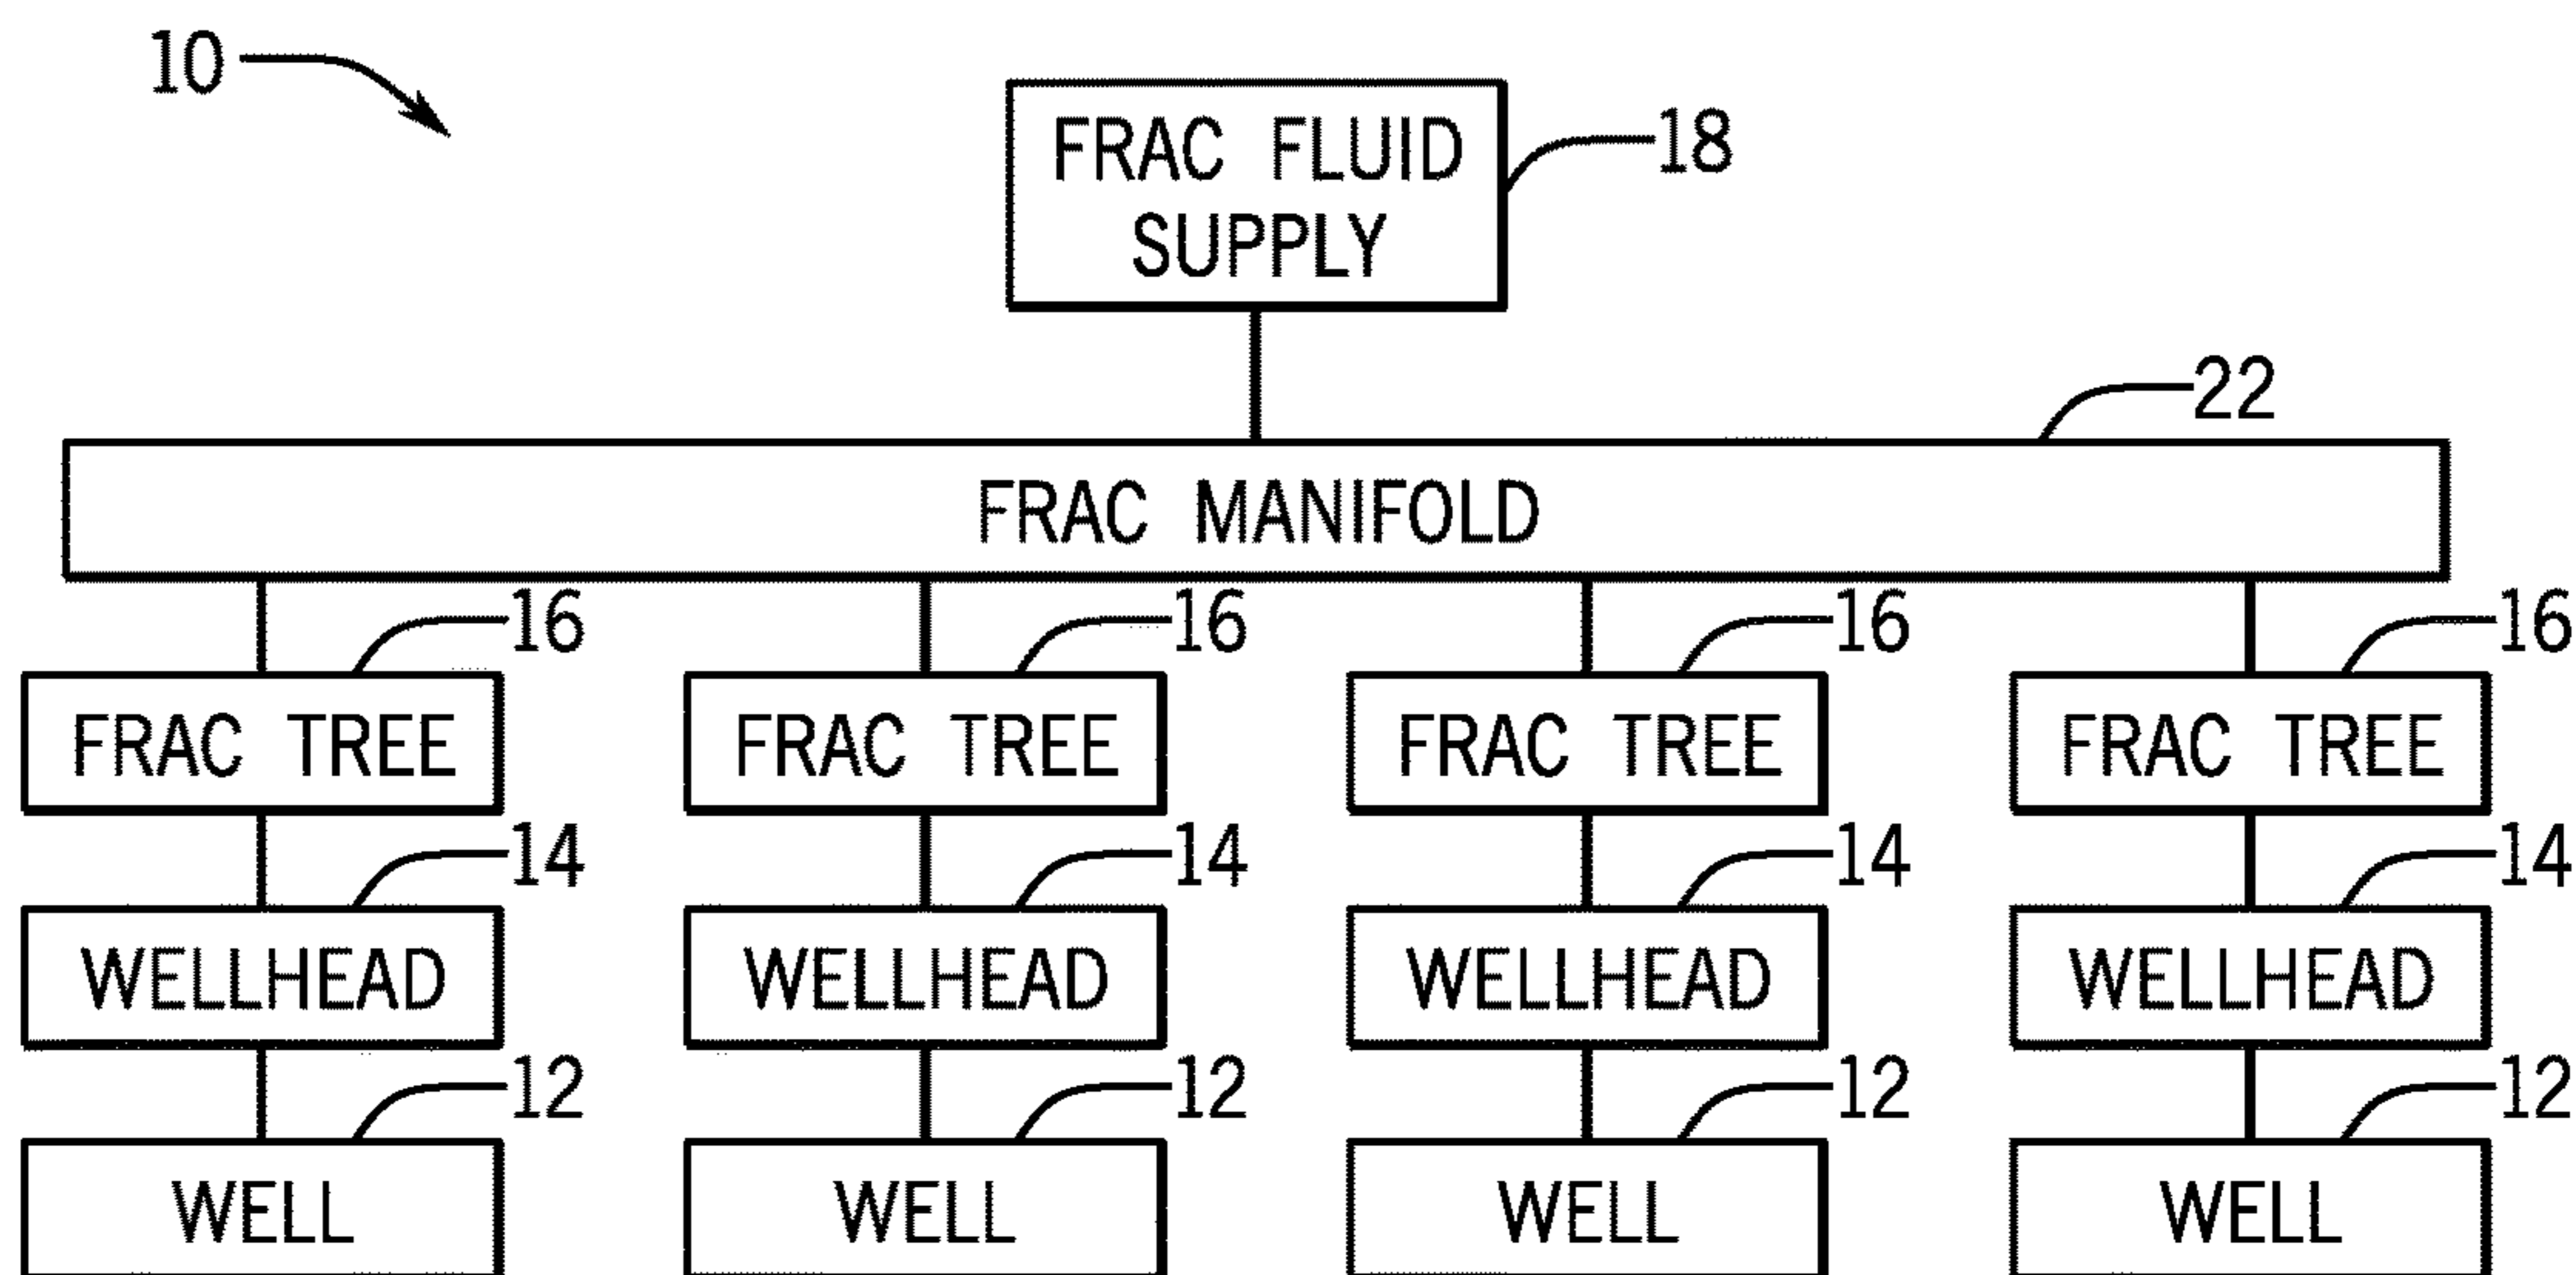 10
FRAC FLUID
SUPPLY
18
22
FRAC MANIFOLD
16 16 16 16
FRAC TREE FRAC TREE FRAC TREE FRAC TREE
14 14 14 14
WELLHEAD WELLHEAD WELLHEAD WELLHEAD
12 12 12 12
WELL WELL WELL WELL